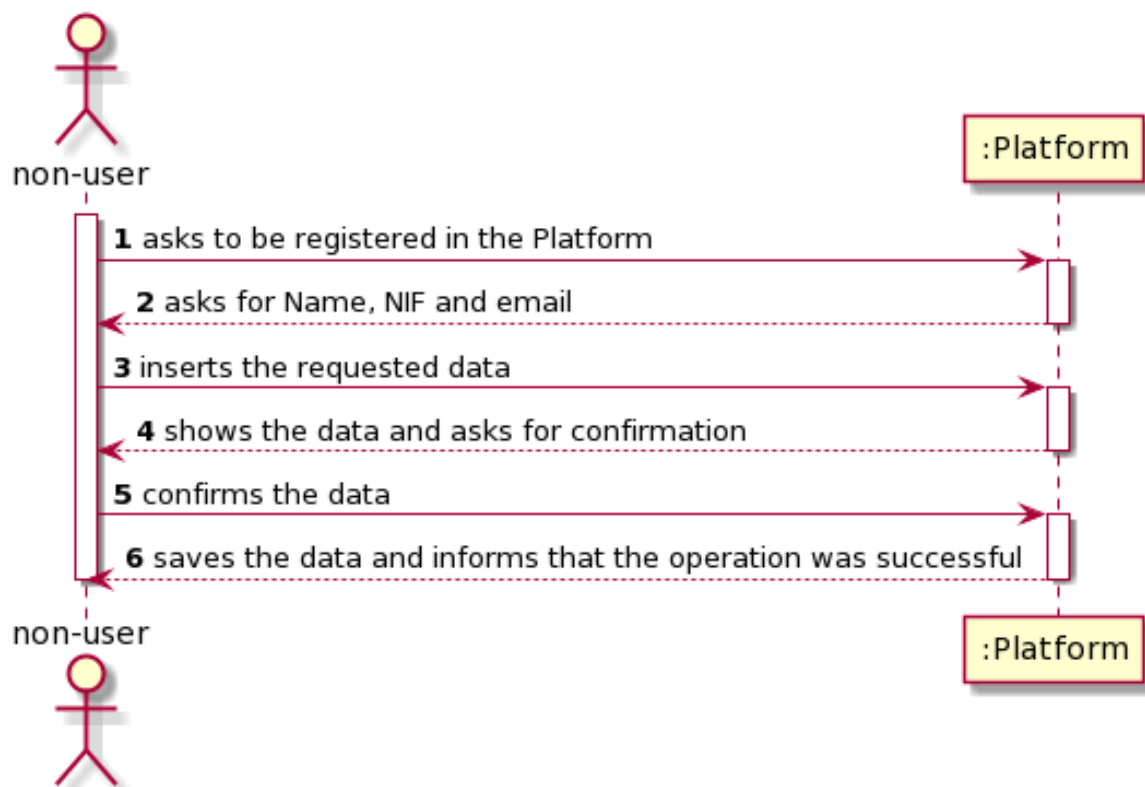 non-user
:Platform
1 asks to be registered in the Platform
2 asks for Name, NIF and email
3 inserts the requested data
4 shows the data and asks for confirmation
5 confirms the data
6 saves the data and informs that the operation was successful
non-user
:Platform